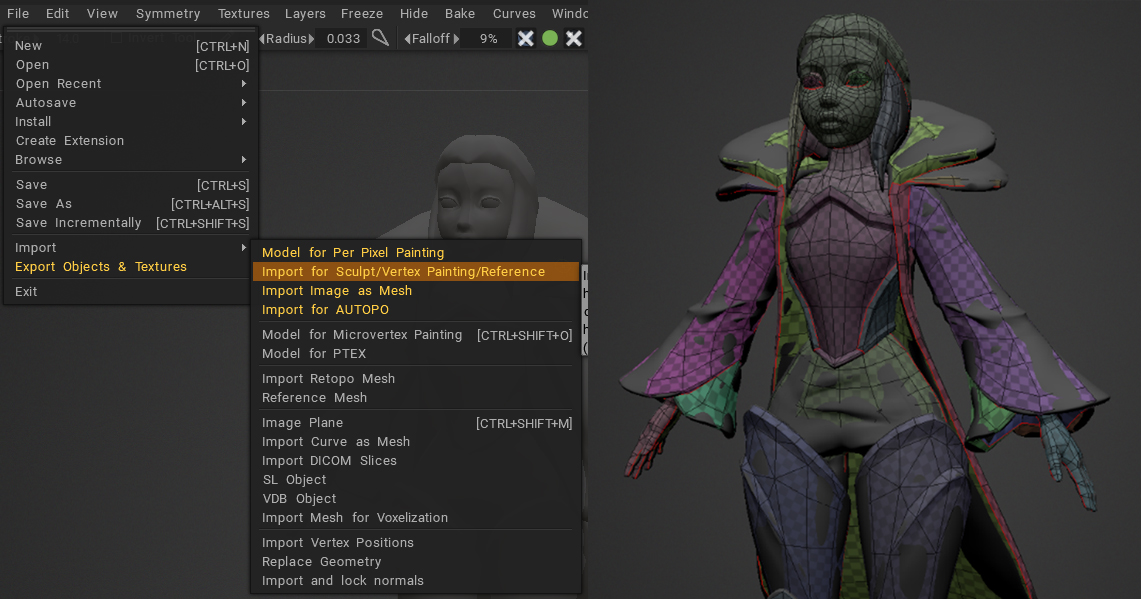 File Edit View Symmetry Textures Layers Freeze Hide Bake Curves
Radius 0.033 Falloff 9%
New [CTRL+N]
Open [CTRL+O]
Open Recent
Autosave
Install
Create Extension
Browse
Save [CTRL+S]
Save As [CTRL+ALT+S]
Save Incrementally [CTRL+SHIFT+S]
Import
Export Objects & Textures
Exit
Model for Per Pixel Painting
Import for Sculpt/Vertex Painting/Reference
Import Image as Mesh
Import for AUTOPO
Model for Microvertex Painting [CTRL+SHIFT+O]
Model for PTEX
Import Retopo Mesh
Reference Mesh
Image Plane [CTRL+SHIFT+M]
Import Curve as Mesh
Import DICOM Slices
SL Object
VDB Object
Import Mesh for Voxelization
Import Vertex Positions
Replace Geometry
Import and lock normals